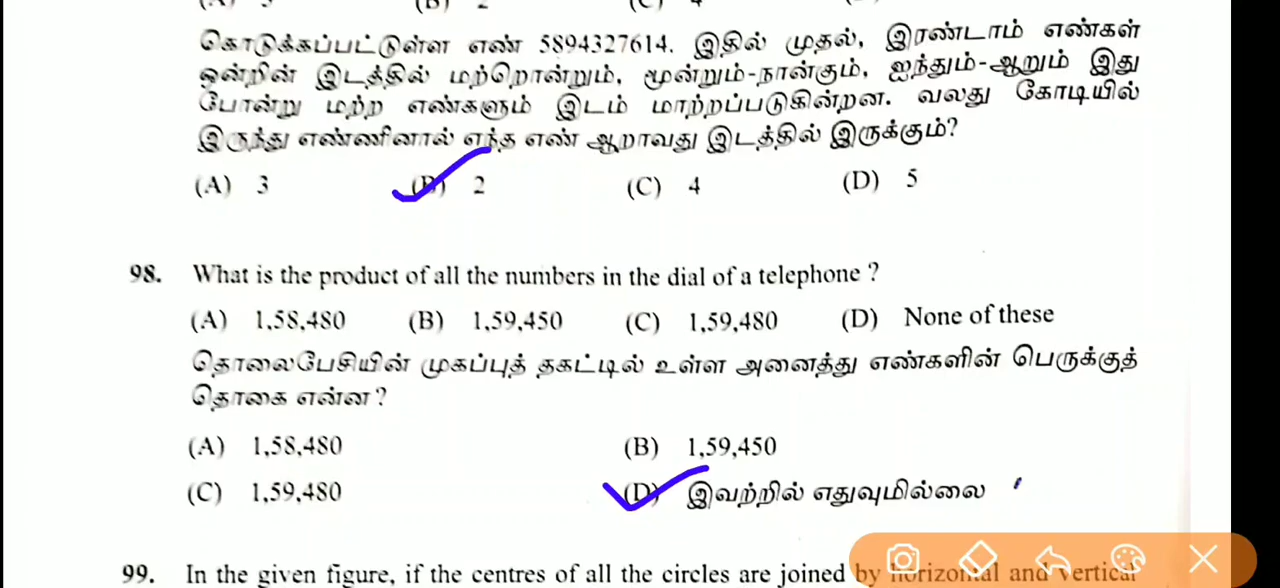 கொடுக்கப்பட்டுள்ள எண் 5894327614. இதில் முதல், இரண்டாம் எண்கள்
ஒன்றின் இடத்தில் மற்றொன்றும், மூன்றும்-நான்கும், ஐந்தும்-ஆறும் இது
போன்று மற்ற எண்களும் இடம் மாற்றப்படுகின்றன. வலது கோடியில்
இருந்து எண்ணினால் எந்த எண் ஆறாவது இடத்தில் இருக்கும்?
(A) 3 (B) 2 (C) 4 (D) 5
98. What is the product of all the numbers in the dial of a telephone ?
(A) 1,58,480 (B) 1,59,450 (C) 1,59,480 (D) None of these
தொலைபேசியின் முகப்புத் தகட்டில் உள்ள அனைத்து எண்களின் பெருக்குத்
தொகை என்ன ?
(A) 1,58,480 (B) 1,59,450
(C) 1,59,480 (D) இவற்றில் எதுவுமில்லை
99. In the given figure, if the centres of all the circles are joined by horizontal and vertical